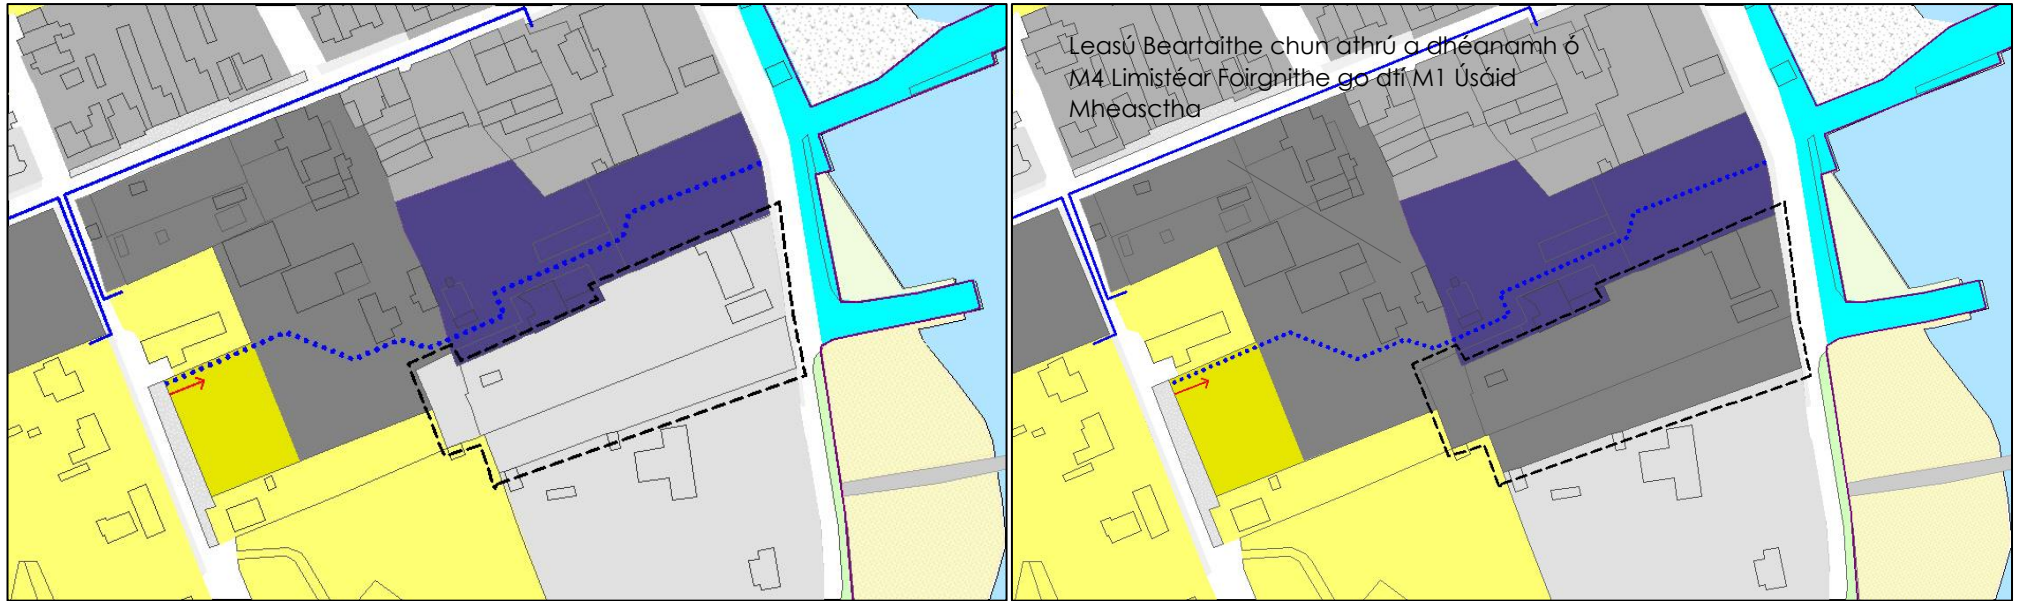 Leasú Beartaithe chun athrú a dhéanamh ó
M4 Limistéar Foirgnithe go dtí M1 Úsáid
Mheasctha